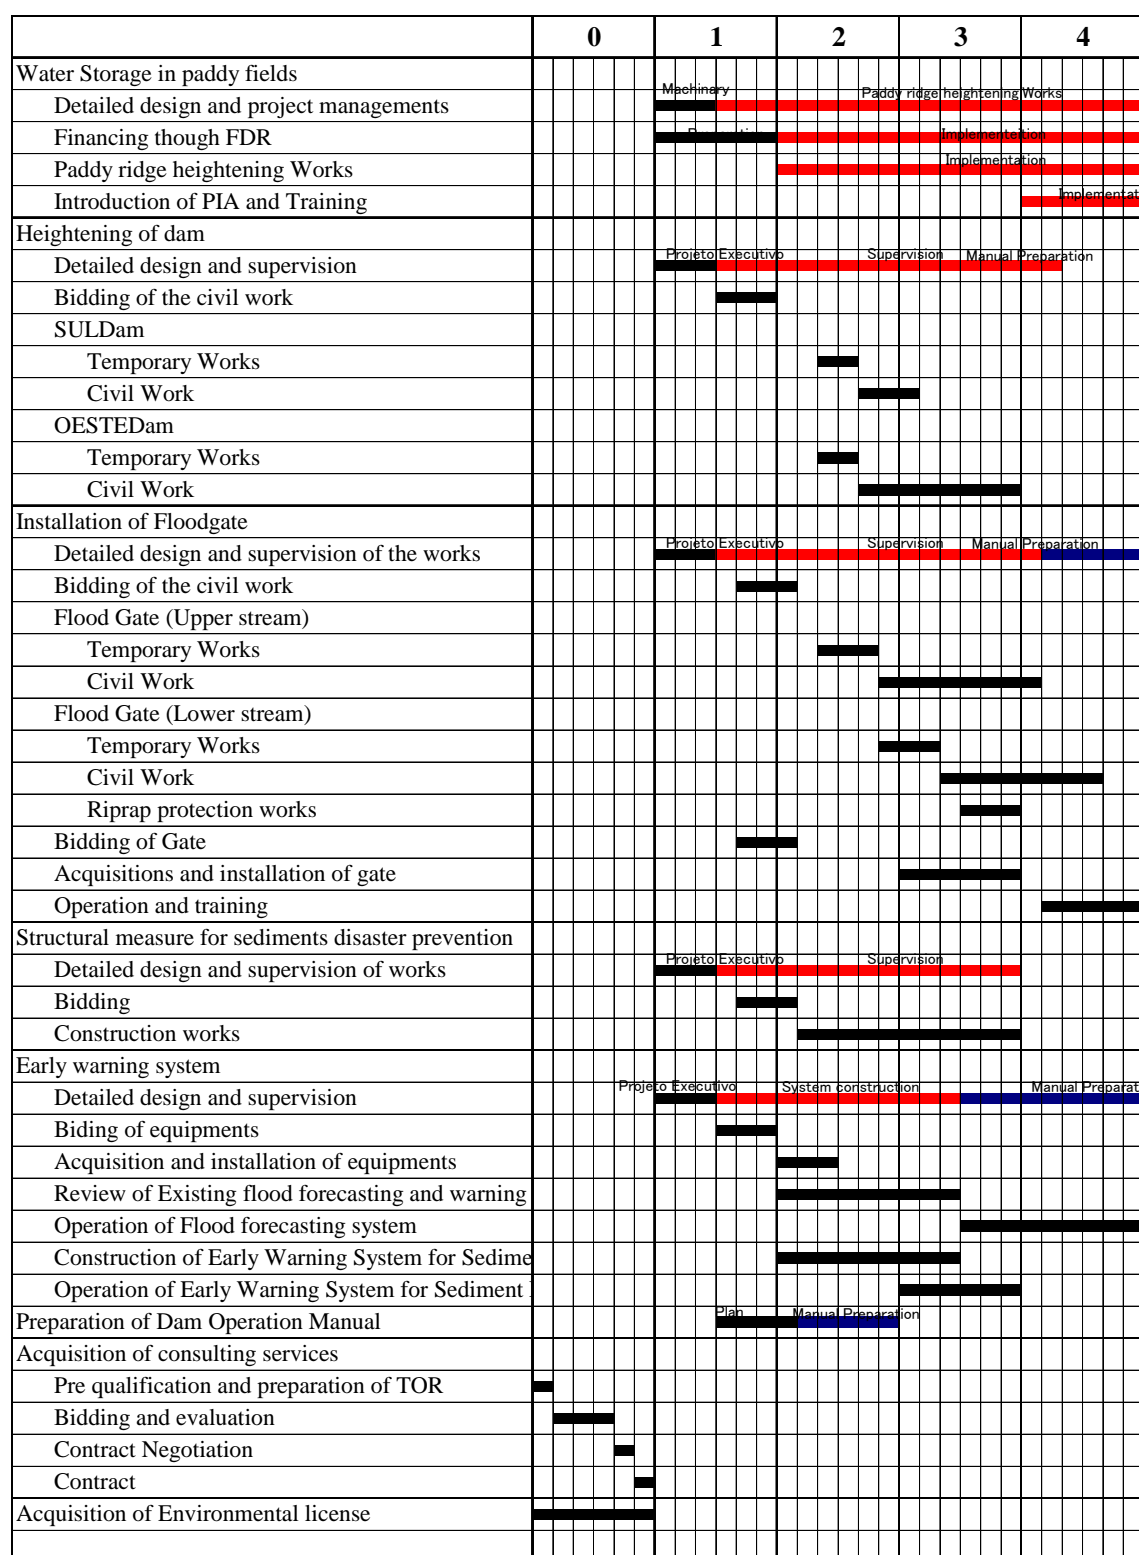 0 1 2 3 4
Water Storage in paddy fields
Machinary Paddy ridge heightening Works
Detailed design and project managements
Financing though FDR Implementeition
Paddy ridge heightening Works Implementation
Introduction of PIA and Training Implementat
Heightening of dam
Detailed design and supervision Projeto Executivo Supervision Manual Preparation
Bidding of the civil work
SULDam
Temporary Works
Civil Work
OESTEDam
Temporary Works
Civil Work
Installation of Floodgate
Detailed design and supervision of the works Projeto Executivo Supervision Manual Preparation
Bidding of the civil work
Flood Gate (Upper stream)
Temporary Works
Civil Work
Flood Gate (Lower stream)
Temporary Works
Civil Work
Riprap protection works
Bidding of Gate
Acquisitions and installation of gate
Operation and training
Structural measure for sediments disaster prevention
Detailed design and supervision of works Projeto Executivo Supervision
Bidding
Construction works
Early warning system
Detailed design and supervision Projeto Executivo System construction Manual Preparat
Biding of equipments
Acquisition and installation of equipments
Review of Existing flood forecasting and warning
Operation of Flood forecasting system
Construction of Early Warning System for Sedime
Operation of Early Warning System for Sediment
Preparation of Dam Operation Manual Plan Manual Preparation
Acquisition of consulting services
Pre qualification and preparation of TOR
Bidding and evaluation
Contract Negotiation
Contract
Acquisition of Environmental license